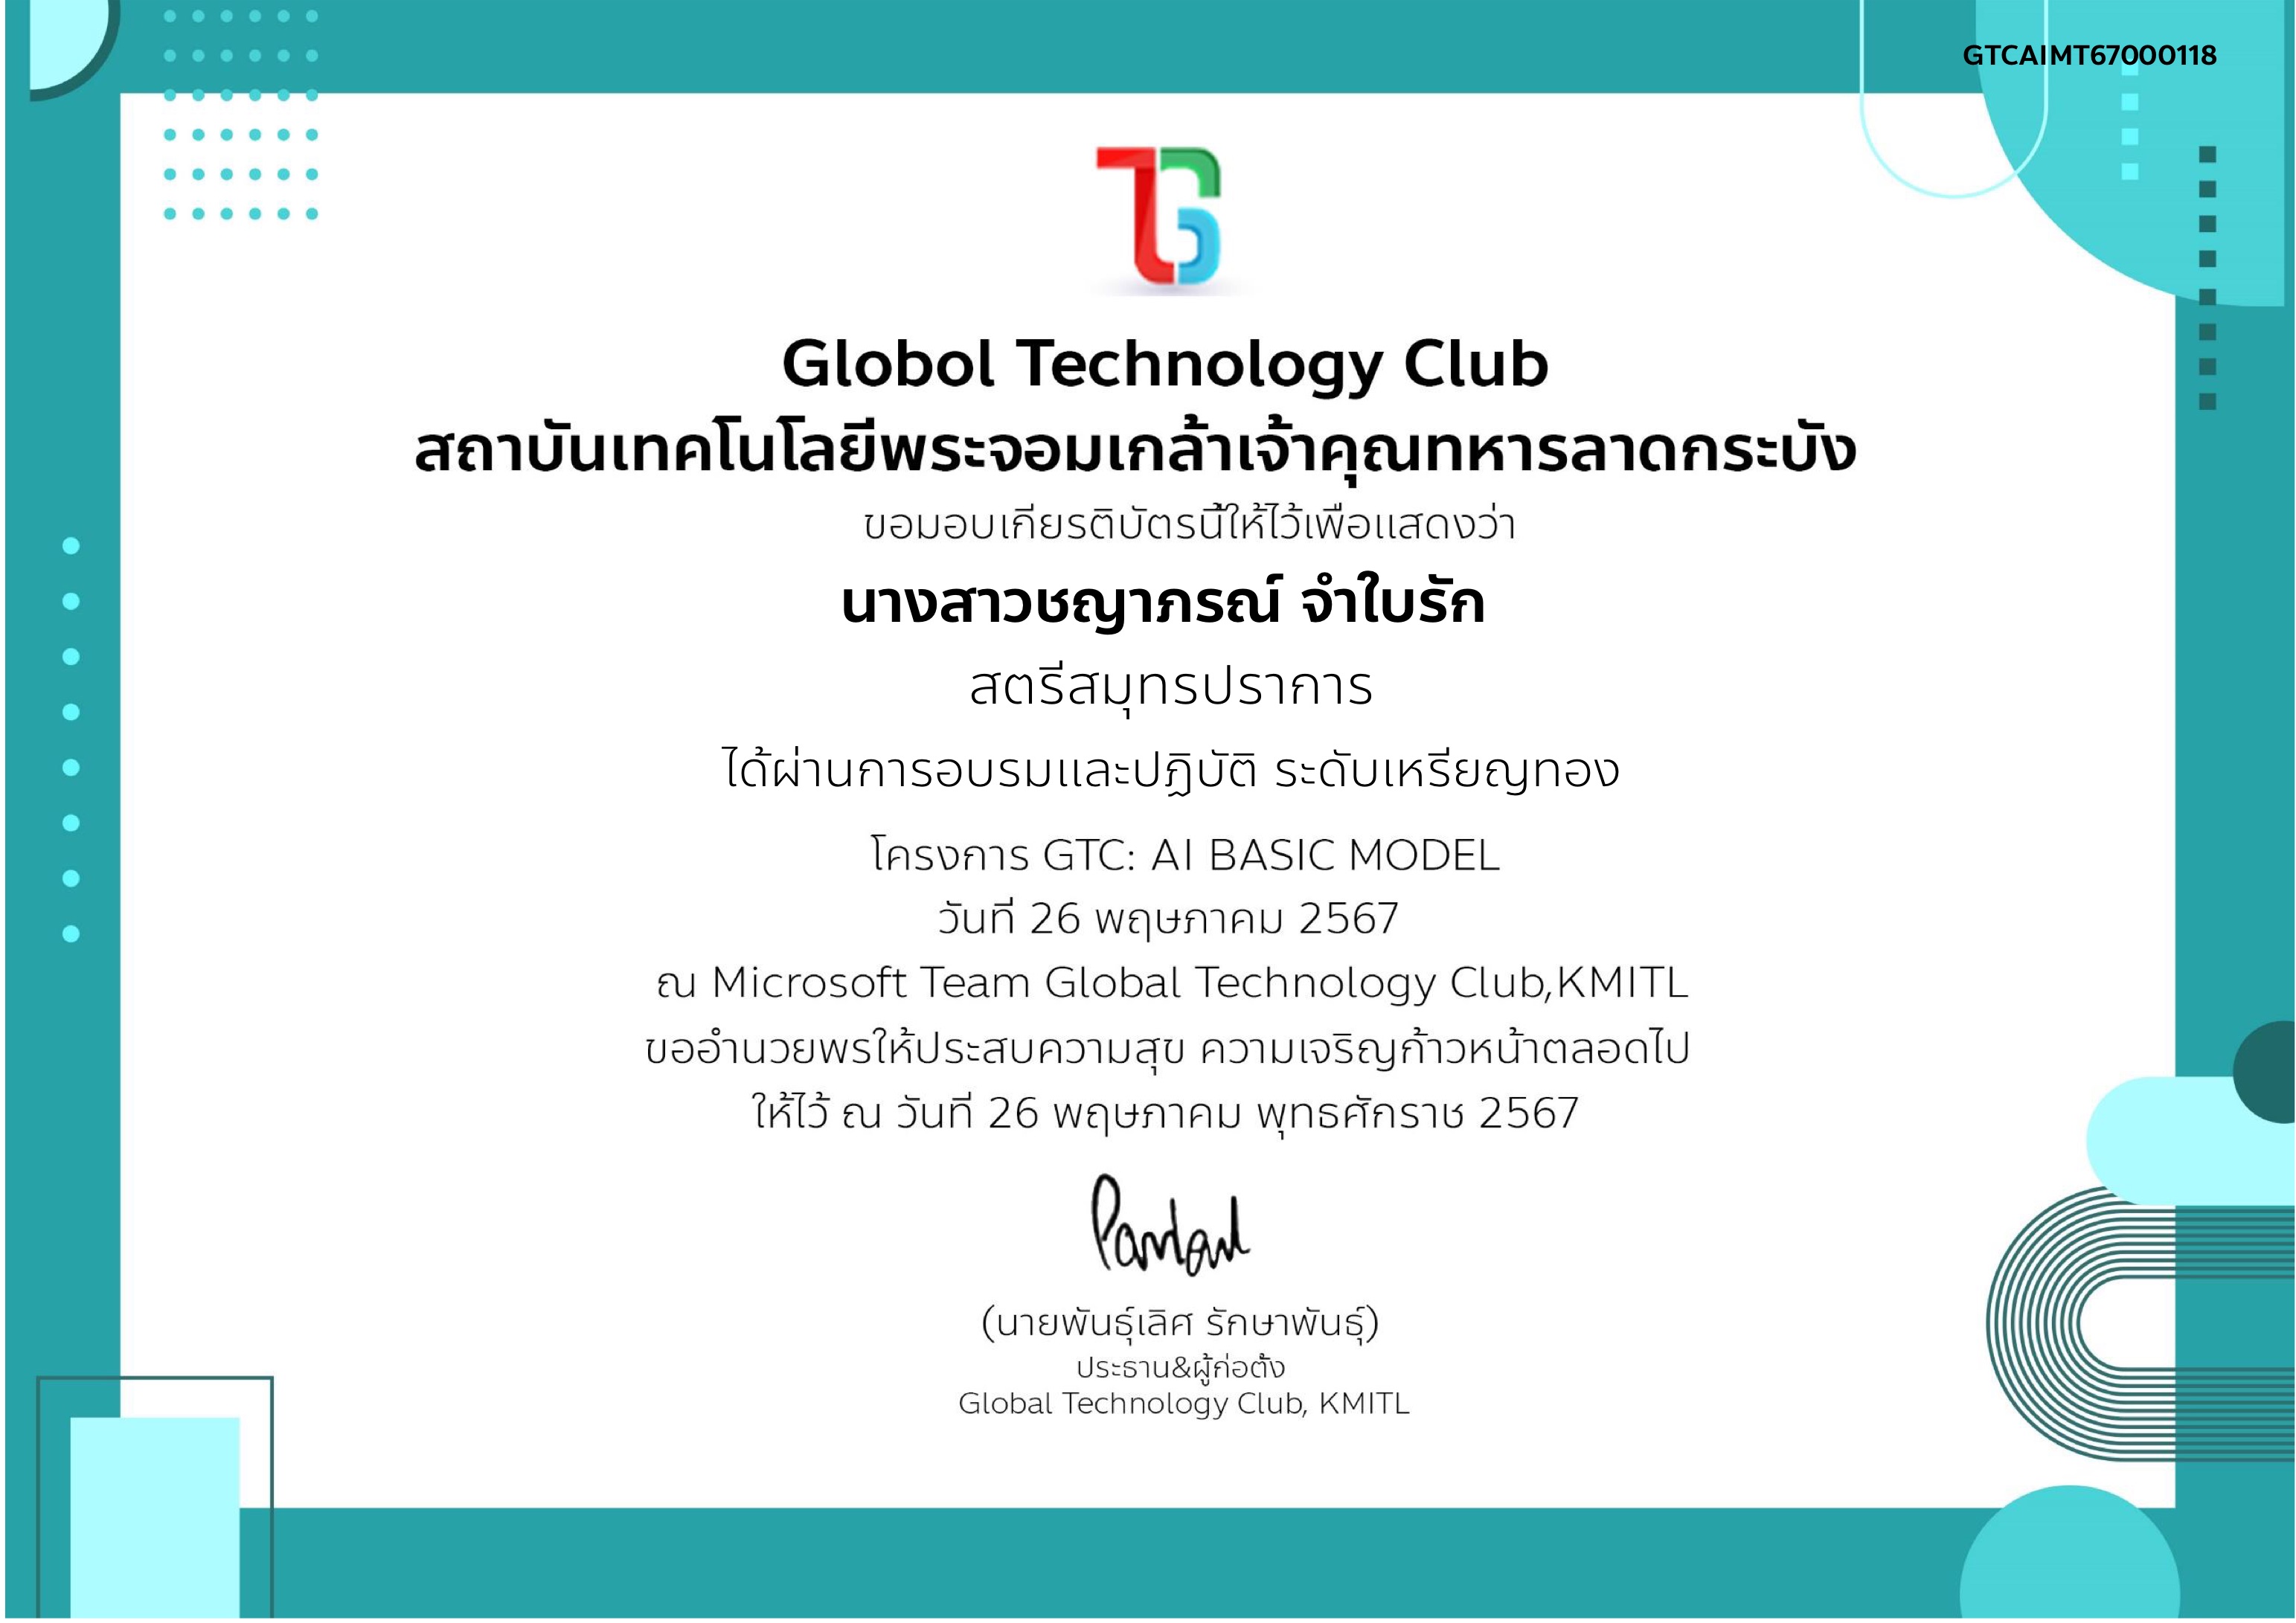 GTCAIMT67000118
Globol Technology Club
สถาบันเทคโนโลยีพระจอมเกล้าเจ้าคุณทหารลาดกระบัง
ขอมอบเกียรติบัตรนี้ให้ไว้เพื่อแสดงว่า
นางสาวชญาภรณ์ จำใบรัก
สตรีสมุทรปราการ
ได้ผ่านการอบรมและปฏิบัติ ระดับเหรียญทอง
โครงการ GTC: AI BASIC MODEL
วันที่ 26 พฤษภาคม 2567
ณ Microsoft Team Global Technology Club,KMITL
ขออำนวยพรให้ประสบความสุข ความเจริญก้าวหน้าตลอดไป
ให้ไว้ ณ วันที่ 26 พฤษภาคม พุทธศักราช 2567
(นายพันธุ์เลิศ รักษาพันธุ์)
ประธาน&ผู้ก่อตั้ง
Global Technology Club, KMITL